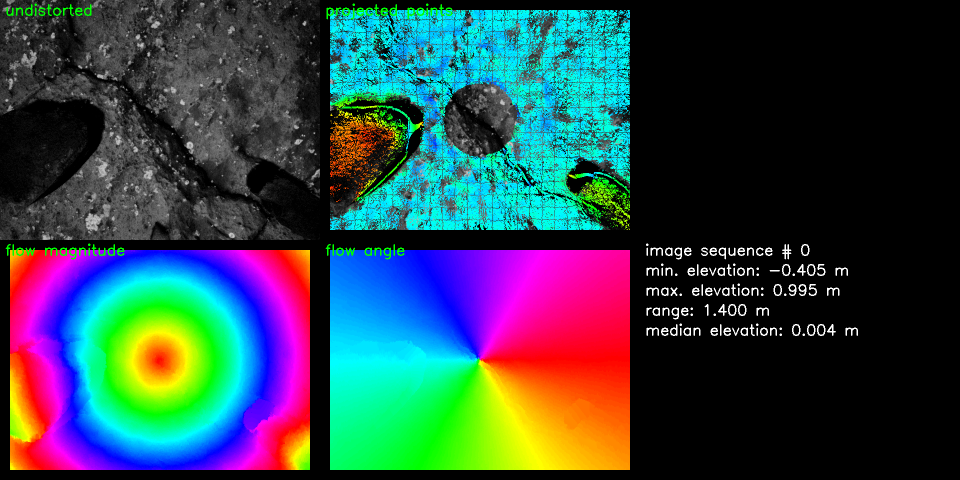 undistorted
projected points
flow magnitude
flow angle
image sequence # 0
min. elevation: −0.405 m
max. elevation: 0.995 m
range: 1.400 m
median elevation: 0.004 m